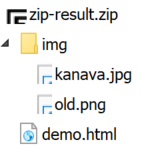 zip-result.zip
img
kanava.jpg
old.png
demo.html